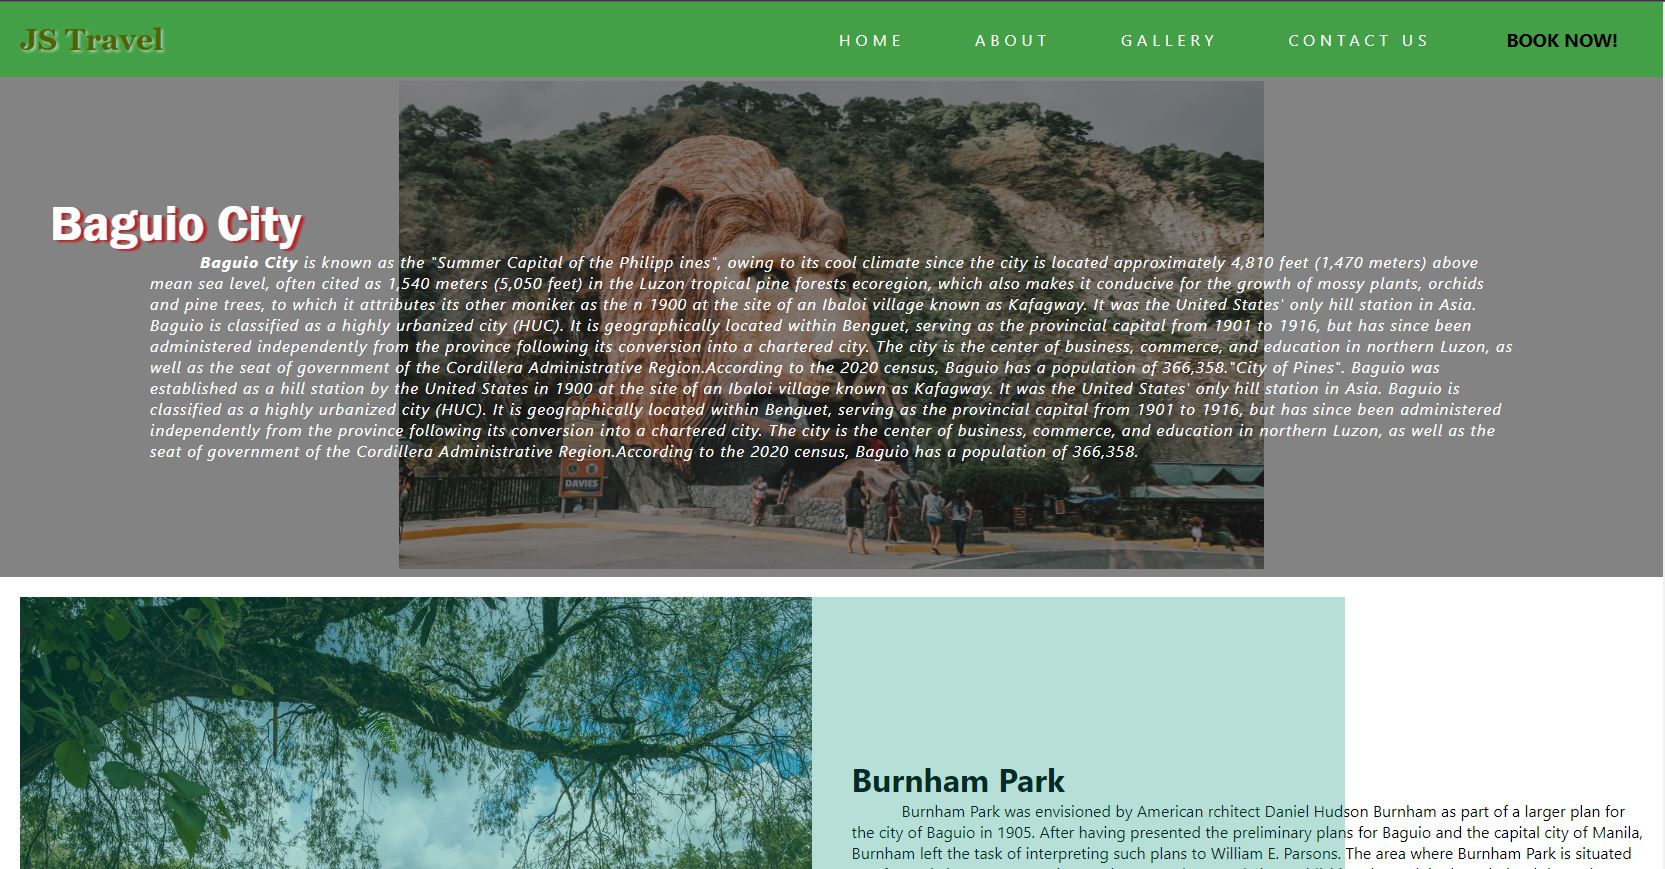 JS Travel
HOME ABOUT GALLERY CONTACT US BOOK NOW!
Baguio City
Baguio City is known as the "Summer Capital of the Philipp ines", owing to its cool climate since the city is located approximately 4,810 feet (1,470 meters) above
mean sea level, often cited as 1,540 meters (5,050 feet) in the Luzon tropical pine forests ecoregion, which also makes it conducive for the growth of mossy plants, orchids
and pine trees, to which it attributes its other moniker as the n 1900 at the site of an Ibaloi village known as Kafagway. It was the United States' only hill station in Asia.
Baguio is classified as a highly urbanized city (HUC). It is geographically located within Benguet, serving as the provincial capital from 1901 to 1916, but has since been
administered independently from the province following its conversion into a chartered city. The city is the center of business, commerce, and education in northern Luzon, as
well as the seat of government of the Cordillera Administrative Region.According to the 2020 census, Baguio has a population of 366,358."City of Pines". Baguio was
established as a hill station by the United States in 1900 at the site of an Ibaloi village known as Kafagway. It was the United States' only hill station in Asia. Baguio is
classified as a highly urbanized city (HUC). It is geographically located within Benguet, serving as the provincial capital from 1901 to 1916, but has since been administered
independently from the province following its conversion into a chartered city. The city is the center of business, commerce, and education in northern Luzon, as well as the
seat of government of the Cordillera Administrative Region.According to the 2020 census, Baguio has a population of 366,358.
DAVIES
Burnham Park
Burnham Park was envisioned by American rchitect Daniel Hudson Burnham as part of a larger plan for
the city of Baguio in 1905. After having presented the preliminary plans for Baguio and the capital city of Manila,
Burnham left the task of interpreting such plans to William E. Parsons. The area where Burnham Park is situated